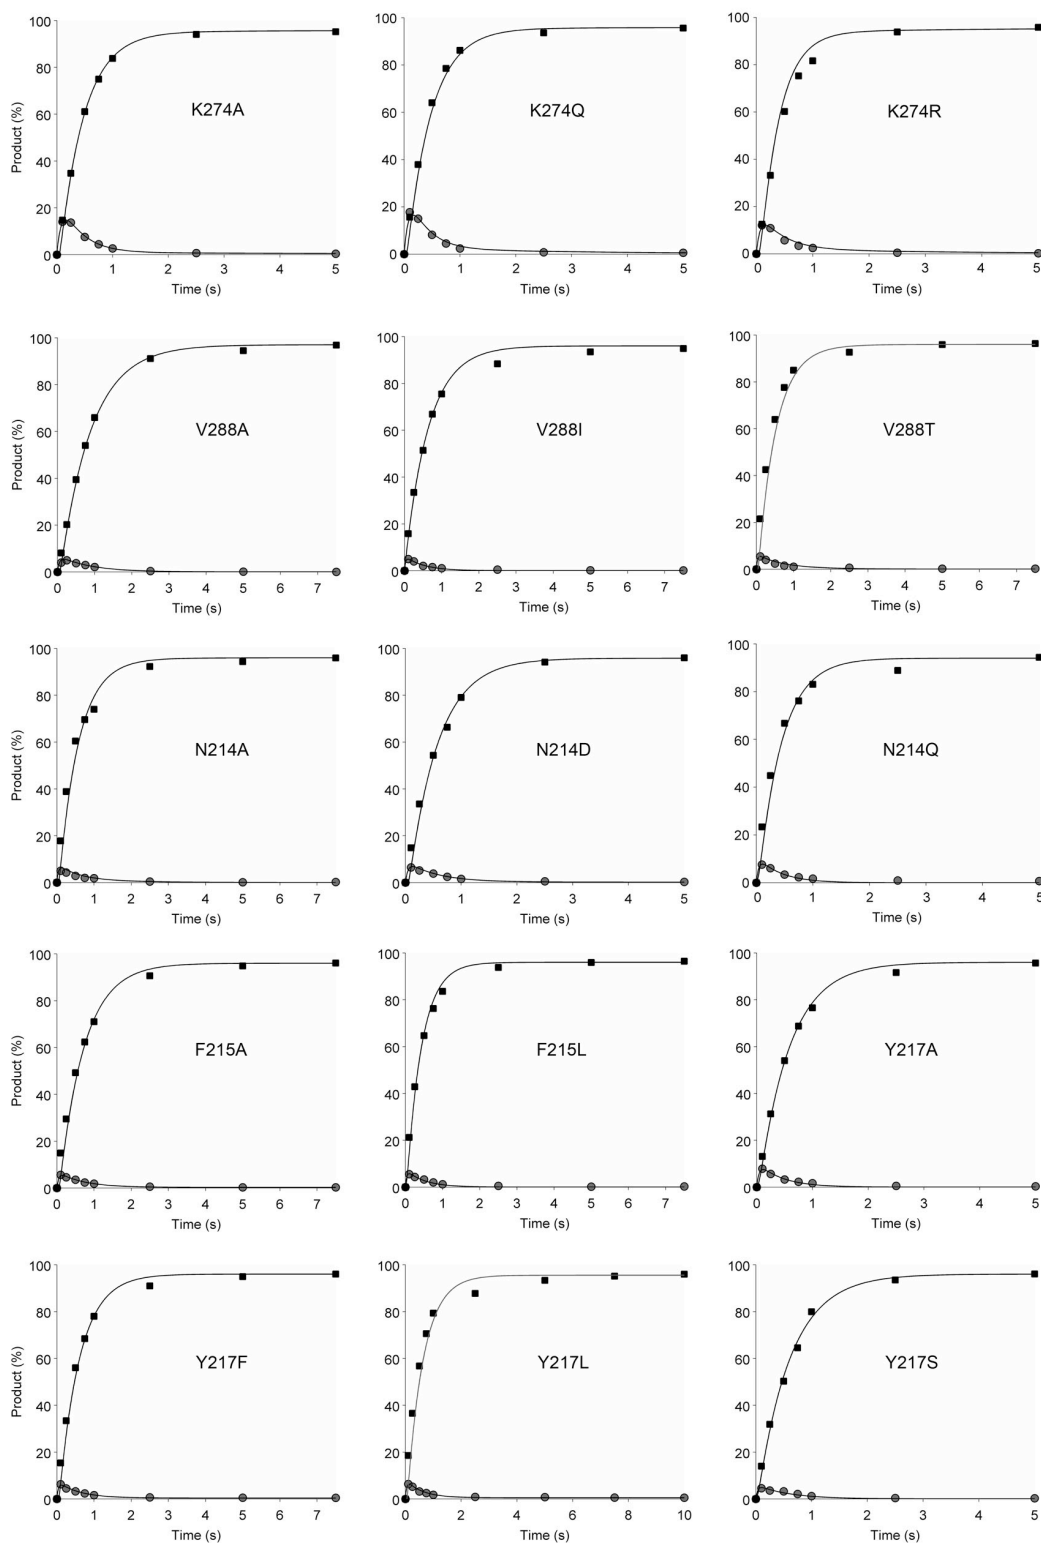 100 100 100
80 80 80
Product (%) 60 K274A 60 K274Q 60 K274R
40 40 40
20 20 20
0 0 0
0 1 2 3 4 5 0 1 2 3 4 5 0 1 2 3 4 5
Time (s) Time (s) Time (s)
100 100 100
80 80 80
Product (%) 60 V288A 60 V288I 60 V288T
40 40 40
20 20 20
0 0 0
0 1 2 3 4 5 6 7 0 1 2 3 4 5 6 7 0 1 2 3 4 5 6 7
Time (s) Time (s) Time (s)
100 100 100
80 80 80
Product (%) 60 N214A 60 N214D 60 N214Q
40 40 40
20 20 20
0 0 0
0 1 2 3 4 5 6 7 0 1 2 3 4 5 0 1 2 3 4 5
Time (s) Time (s) Time (s)
100 100 100
80 80 80
Product (%) 60 F215A 60 F215L 60 Y217A
40 40 40
20 20 20
0 0 0
0 1 2 3 4 5 6 7 0 1 2 3 4 5 6 7 0 1 2 3 4 5
Time (s) Time (s) Time (s)
100 100 100
80 80 80
Product (%) 60 Y217F 60 Y217L 60 Y217S
40 40 40
20 20 20
0 0 0
0 1 2 3 4 5 6 7 0 2 4 6 8 10 0 1 2 3 4 5
Time (s) Time (s) Time (s)